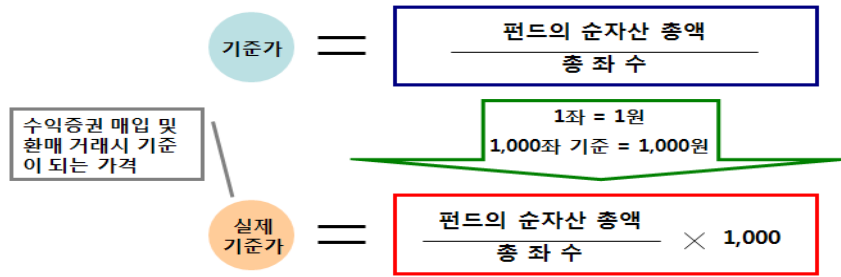 기준가
=
펀드의 순자산 총액
총 좌 수
수익증권 매입 및
환매 거래시 기준
이 되는 가격
1좌 = 1원
1,000좌 기준 = 1,000원
실제
기준가
=
펀드의 순자산 총액
총 좌 수
× 1,000